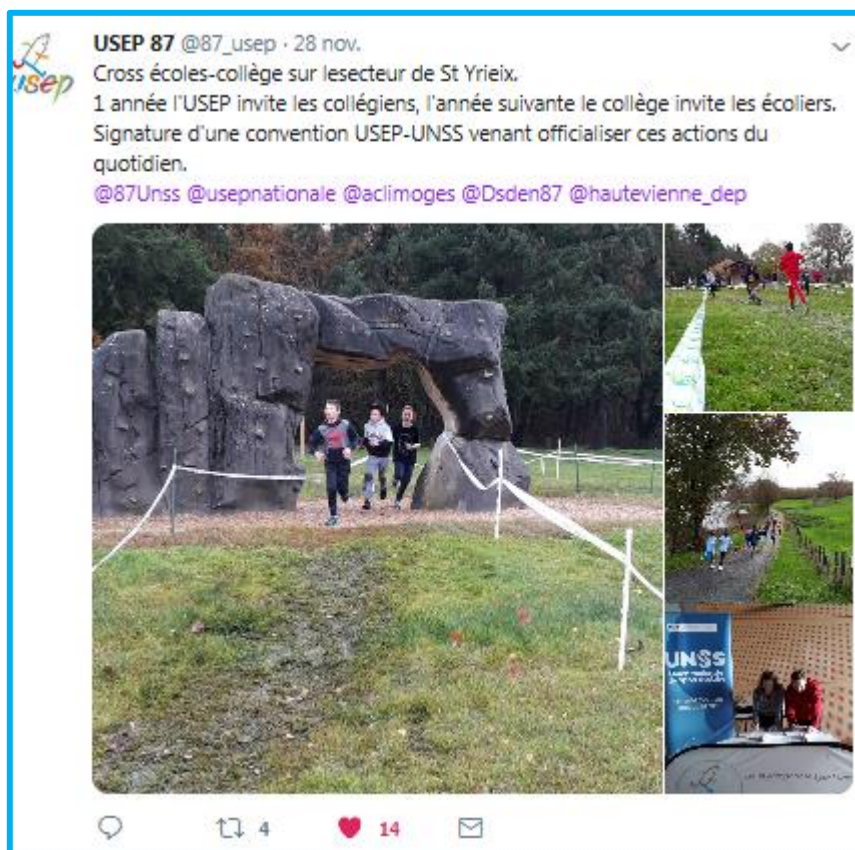 usep
USEP 87 @87_usep · 28 nov.
Cross écoles-collège sur lesecteur de St Yrieix.
1 année l'USEP invite les collégiens, l'année suivante le collège invite les écoliers.
Signature d'une convention USEP-UNSS venant officialiser ces actions du
quotidien.
@87Unss @usepnationale @aclimoges @Dsden87 @hautevienne_dep
UNSS
4 14